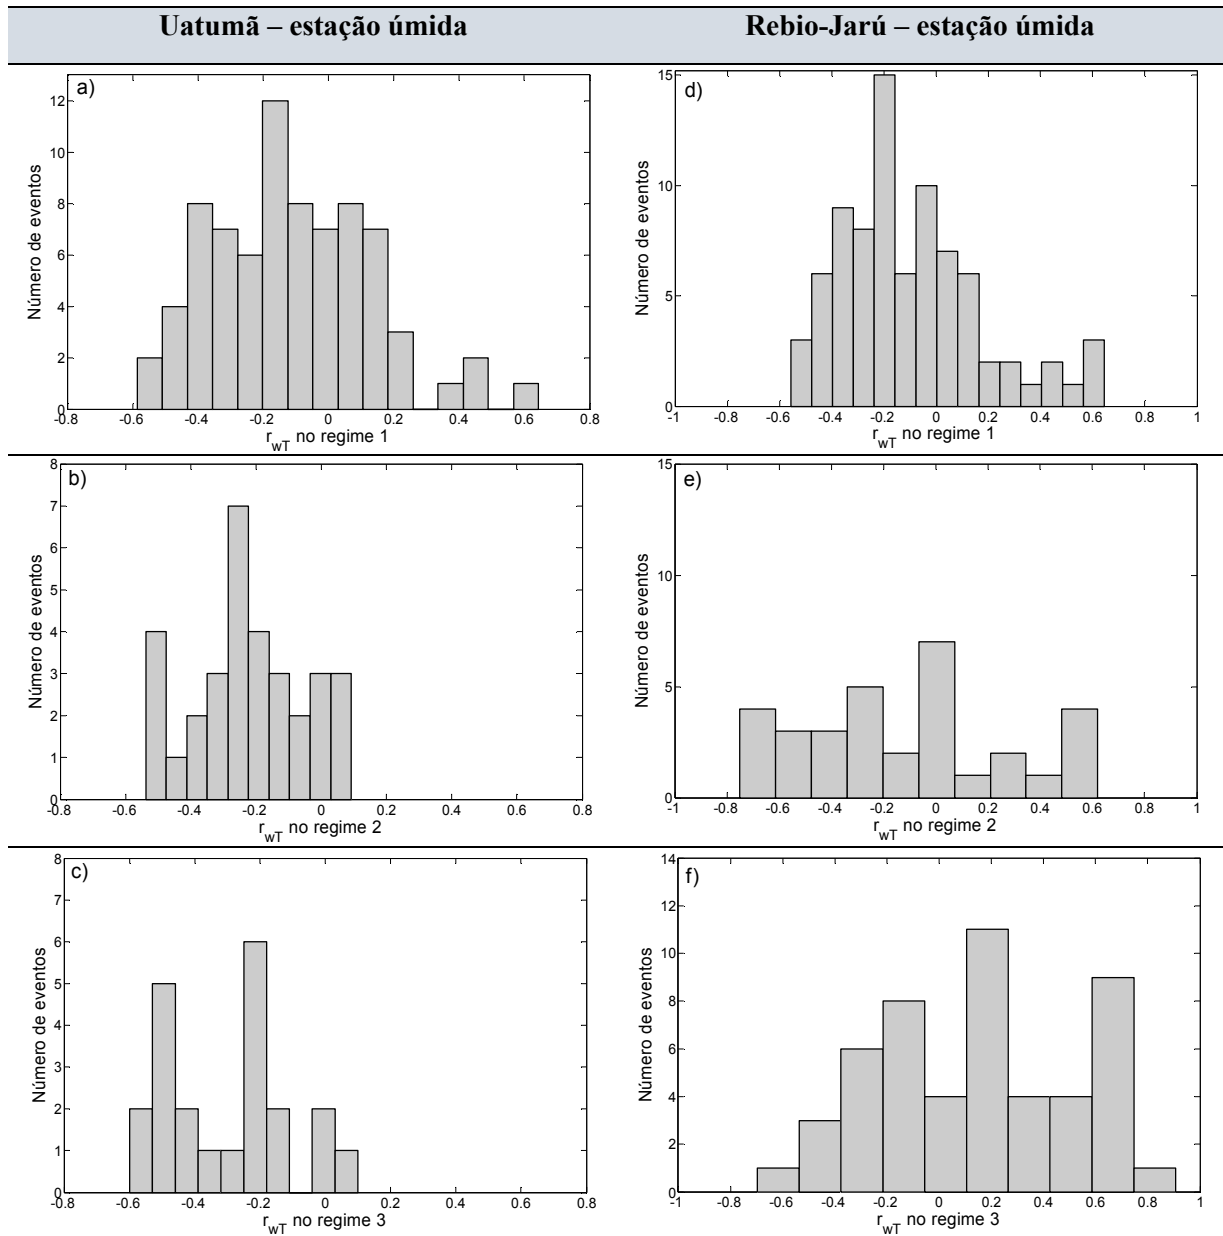 Uatumã – estação úmida
Rebio-Jarú – estação úmida
a)
Número de eventos
12
10
8
6
4
2
0
-0.8 -0.6 -0.4 -0.2 0 0.2 0.4 0.6 0.8
r_wT no regime 1
d)
Número de eventos
15
10
5
0
-1 -0.8 -0.6 -0.4 -0.2 0 0.2 0.4 0.6 0.8 1
r_wT no regime 1
b)
Número de eventos
8
7
6
5
4
3
2
1
0
-0.8 -0.6 -0.4 -0.2 0 0.2 0.4 0.6 0.8
r_wT no regime 2
e)
Número de eventos
15
10
5
0
-1 -0.8 -0.6 -0.4 -0.2 0 0.2 0.4 0.6 0.8 1
r_wT no regime 2
c)
Número de eventos
8
7
6
5
4
3
2
1
0
-0.8 -0.6 -0.4 -0.2 0 0.2 0.4 0.6 0.8
r_wT no regime 3
f)
Número de eventos
14
12
10
8
6
4
2
0
-1 -0.8 -0.6 -0.4 -0.2 0 0.2 0.4 0.6 0.8 1
r_wT no regime 3